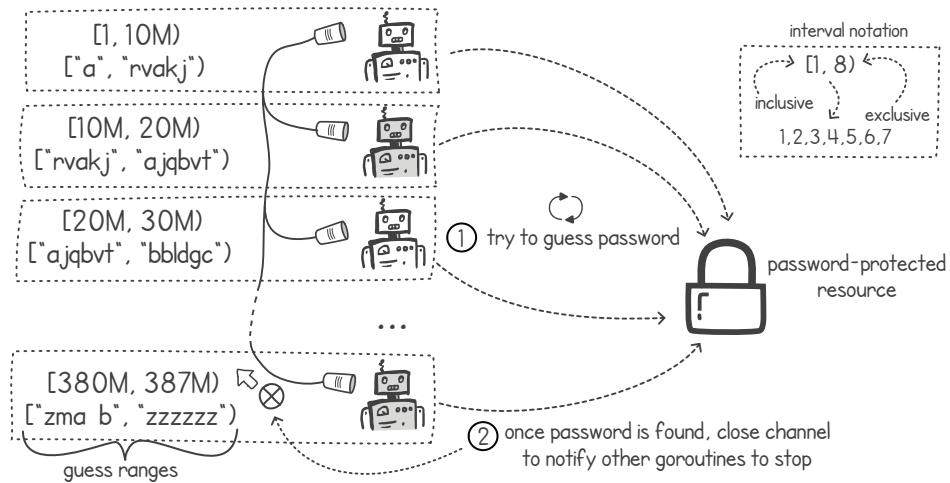 [1, 10M)
["a", "rvakj")
[10M, 20M)
["rvakj", "ajqbvt")
[20M, 30M)
["ajqbvt", "bbldgc")
...
[380M, 387M)
["zma b", "zzzzzz")
guess ranges
1 try to guess password
password-protected
resource
2 once password is found, close channel
to notify other goroutines to stop
interval notation
[1, 8)
inclusive
exclusive
1,2,3,4,5,6,7